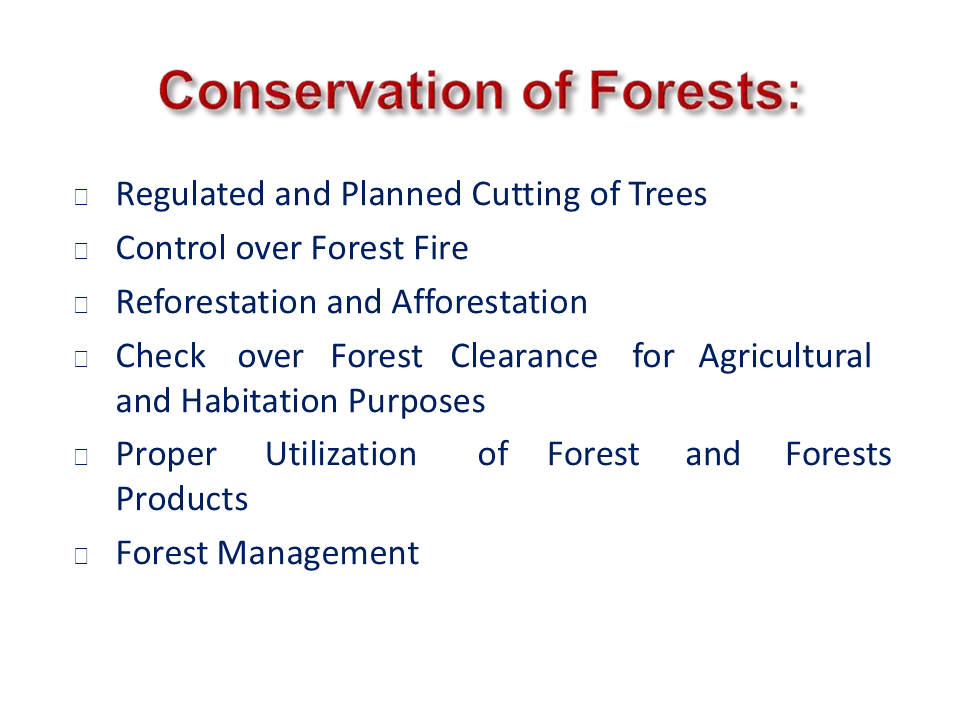 Conservation of Forests:
Regulated and Planned Cutting of Trees
Control over Forest Fire
Reforestation and Afforestation
Check over Forest Clearance for Agricultural
and Habitation Purposes
Proper Utilization of Forest and Forests
Products
Forest Management